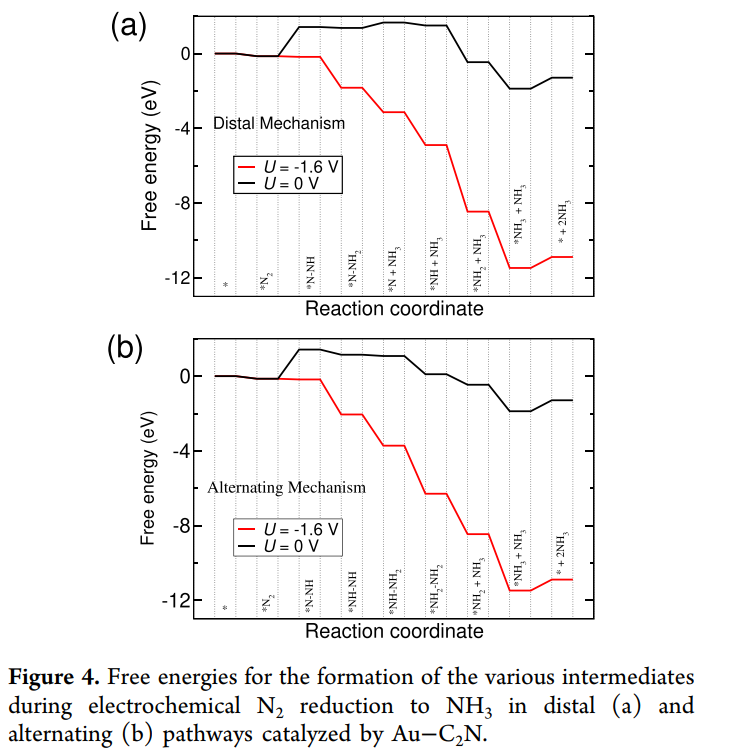 (a)
0
-4
-8
-12
Free energy (eV)
Distal Mechanism
U = -1.6 V
U = 0 V
*
*N2
*N-NH
*N-NH2
*N + NH3
*NH + NH3
*NH2 + NH3
*NH3 + NH3
* + 2NH3
Reaction coordinate
(b)
0
-4
-8
-12
Free energy (eV)
Alternating Mechanism
U = -1.6 V
U = 0 V
*
*N2
*N-NH
*NH-NH
*NH-NH2
*NH2-NH2
*NH2 + NH3
*NH3 + NH3
* + 2NH3
Reaction coordinate
Figure 4. Free energies for the formation of the various intermediates
during electrochemical N2 reduction to NH3 in distal (a) and
alternating (b) pathways catalyzed by Au−C2N.